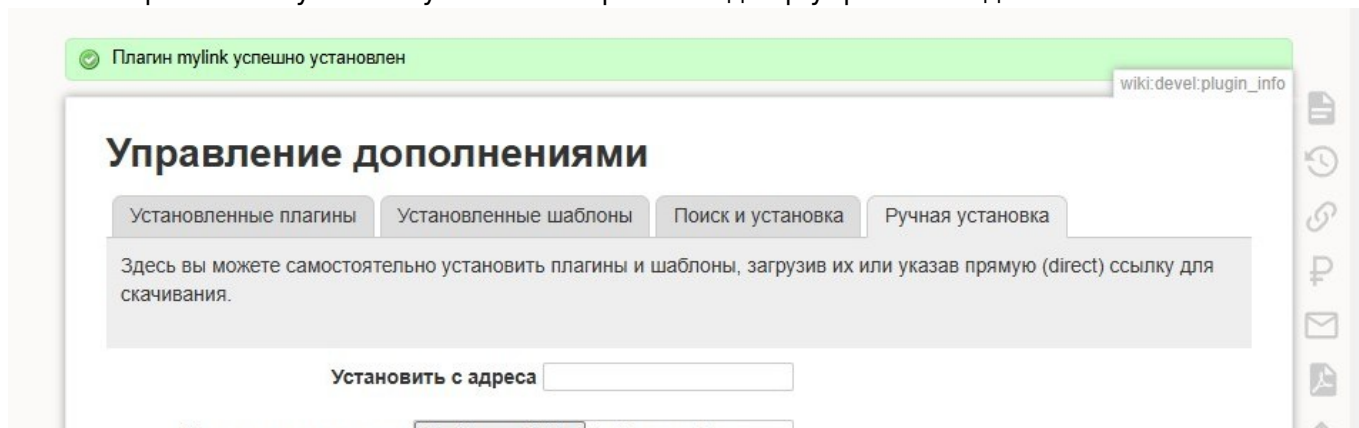 Плагин mylink успешно установлен
wiki:devel:plugin_info
Управление дополнениями
Установленные плагины Установленные шаблоны Поиск и установка Ручная установка
Здесь вы можете самостоятельно установить плагины и шаблоны, загрузив их или указав прямую (direct) ссылку для
скачивания.
Установить с адреса